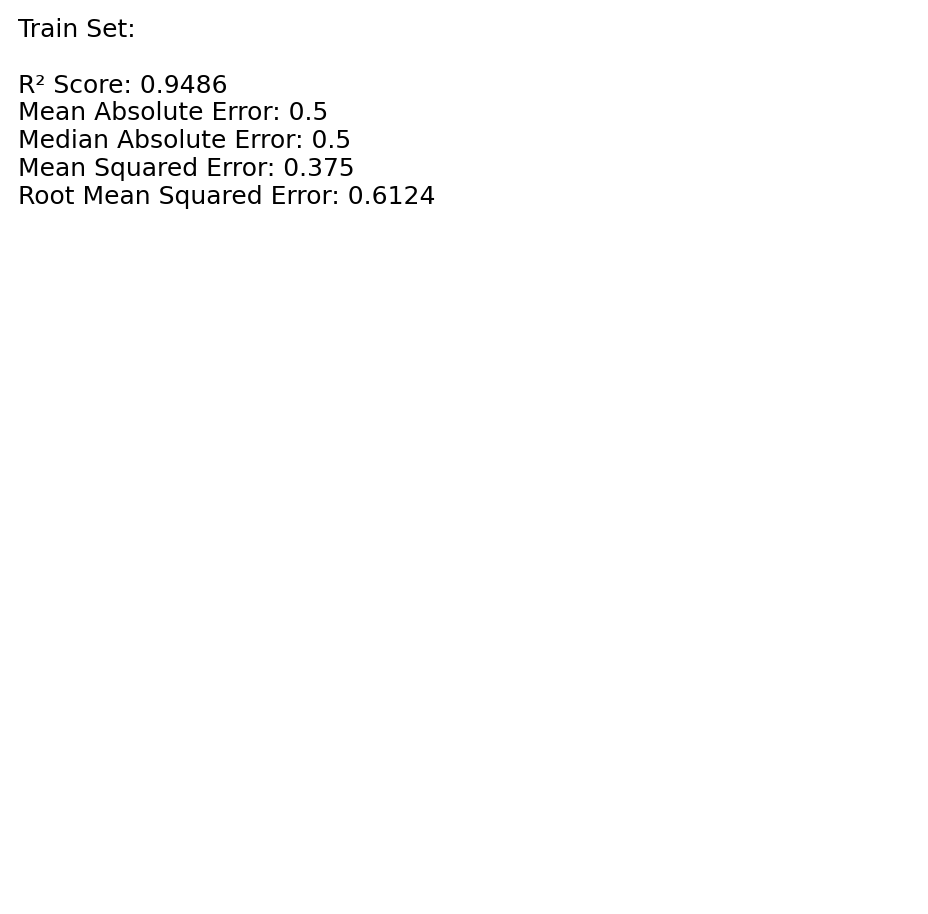 Train Set:
R² Score: 0.9486
Mean Absolute Error: 0.5
Median Absolute Error: 0.5
Mean Squared Error: 0.375
Root Mean Squared Error: 0.6124